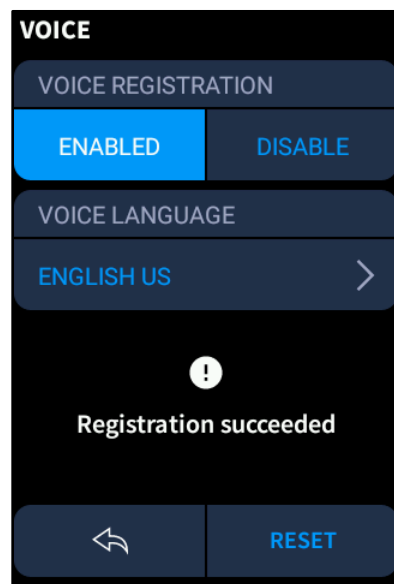 VOICE
VOICE REGISTRATION
ENABLED DISABLE
VOICE LANGUAGE
ENGLISH US
Registration succeeded
RESET